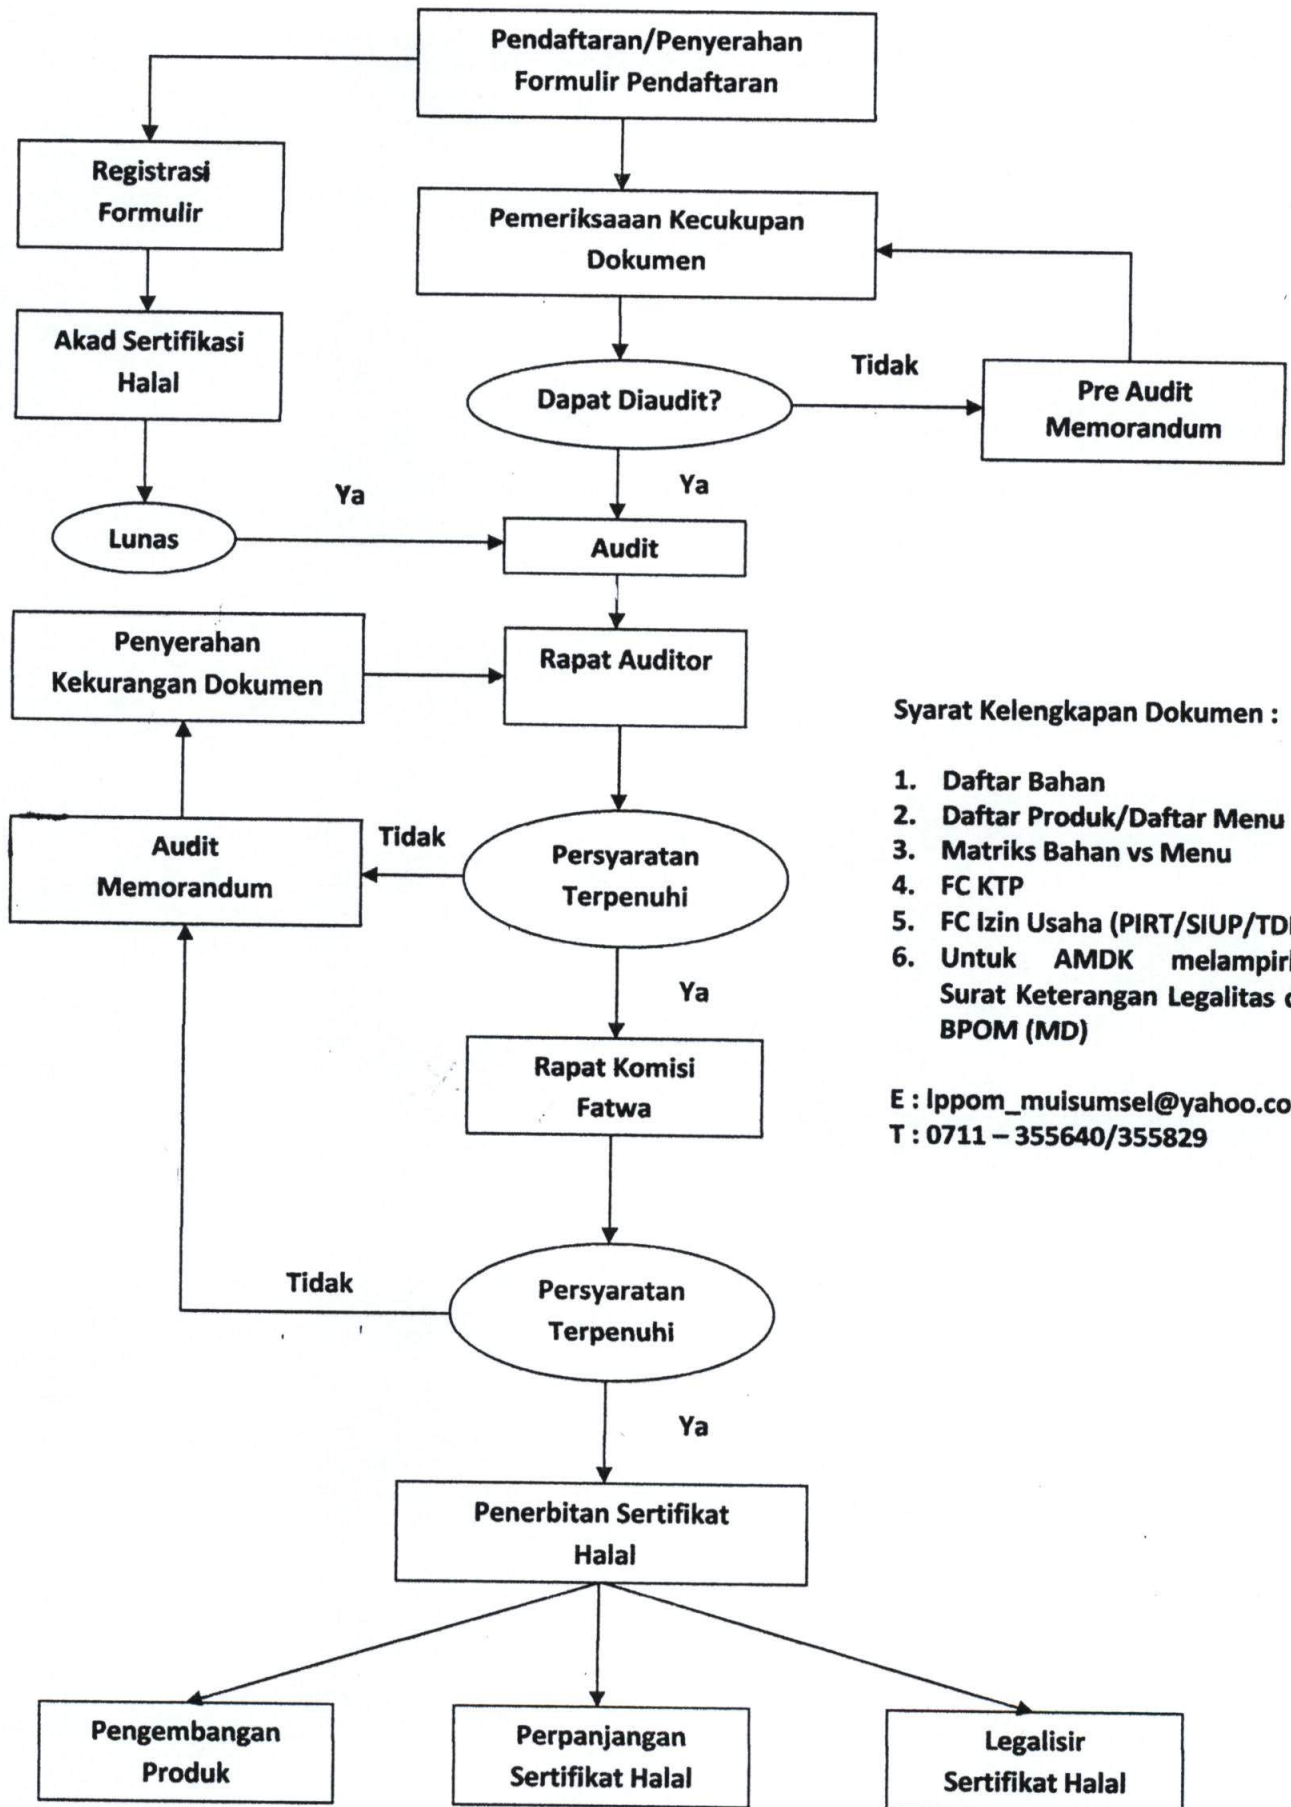 Pendaftaran/Penyerahan
Formulir Pendaftaran
Registrasi
Formulir
Pemeriksaaan Kecukupan
Dokumen
Akad Sertifikasi
Halal
Dapat Diaudit?
Tidak
Pre Audit
Memorandum
Ya
Ya
Lunas
Audit
Penyerahan
Kekurangan Dokumen
Rapat Auditor
Audit
Memorandum
Tidak
Persyaratan
Terpenuhi
Ya
Rapat Komisi
Fatwa
Tidak
Persyaratan
Terpenuhi
Ya
Penerbitan Sertifikat
Halal
Pengembangan
Produk
Perpanjangan
Sertifikat Halal
Legalisir
Sertifikat Halal
Syarat Kelengkapan Dokumen :
1. Daftar Bahan
2. Daftar Produk/Daftar Menu
3. Matriks Bahan vs Menu
4. FC KTP
5. FC Izin Usaha (PIRT/SIUP/TD
6. Untuk AMDK melampir
Surat Keterangan Legalitas
BPOM (MD)
E : lppom_muisumsel@yahoo.co
T : 0711 – 355640/355829